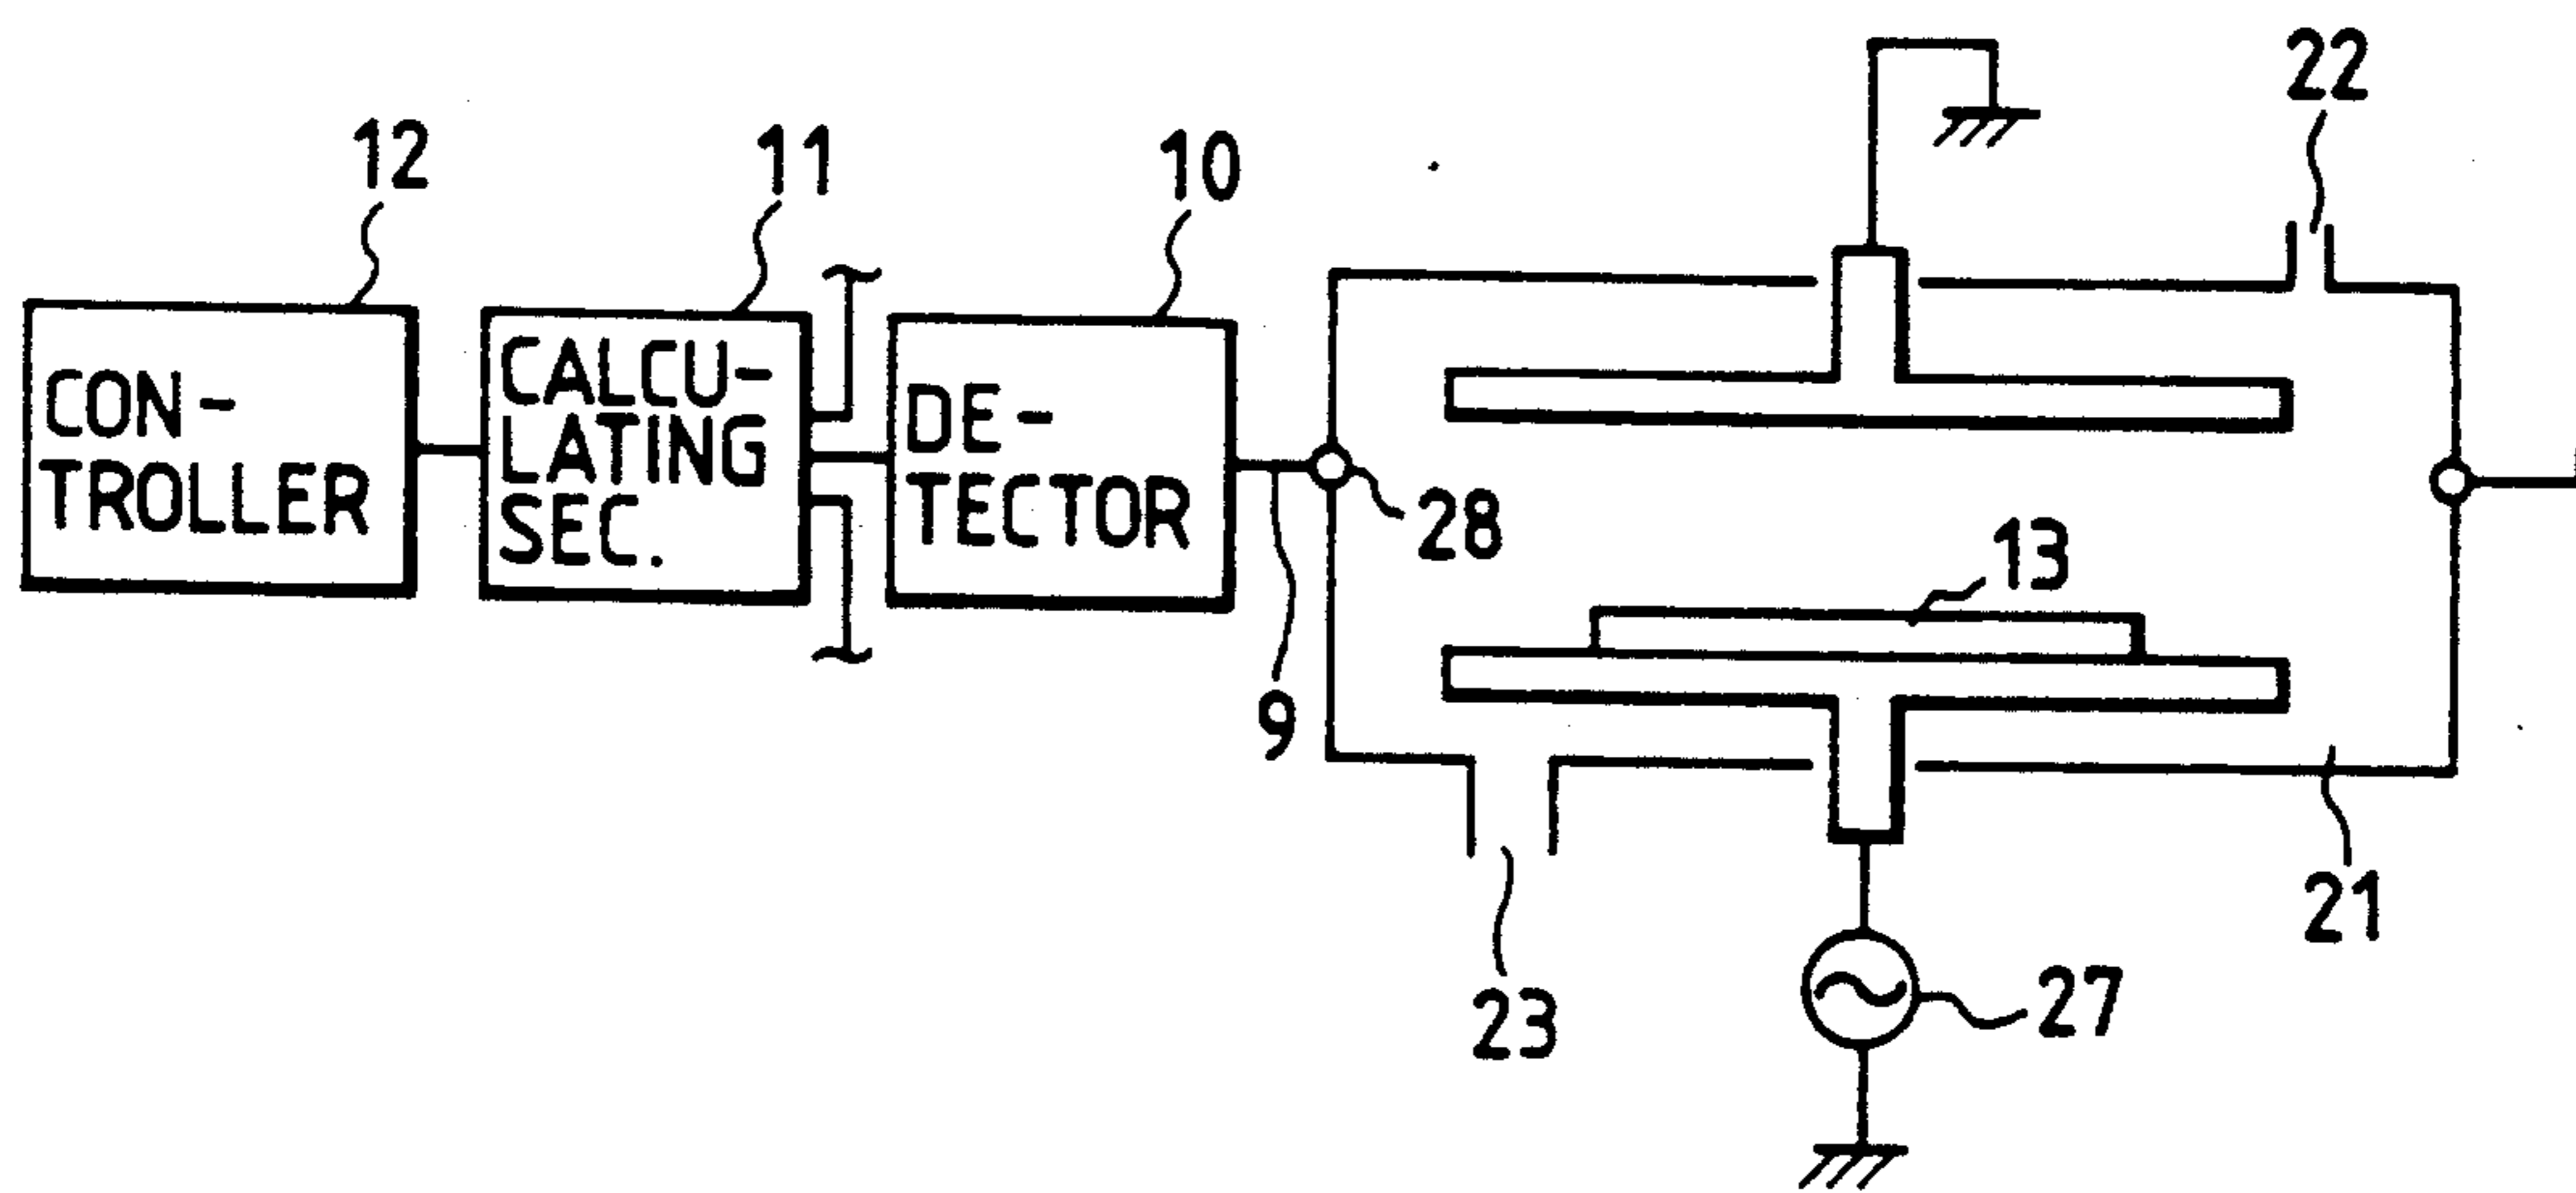 22
12
11
10
CON-
TROLLER
CALCU-
LATING
SEC.
DE-
TECTOR
28
13
9
21
23
27